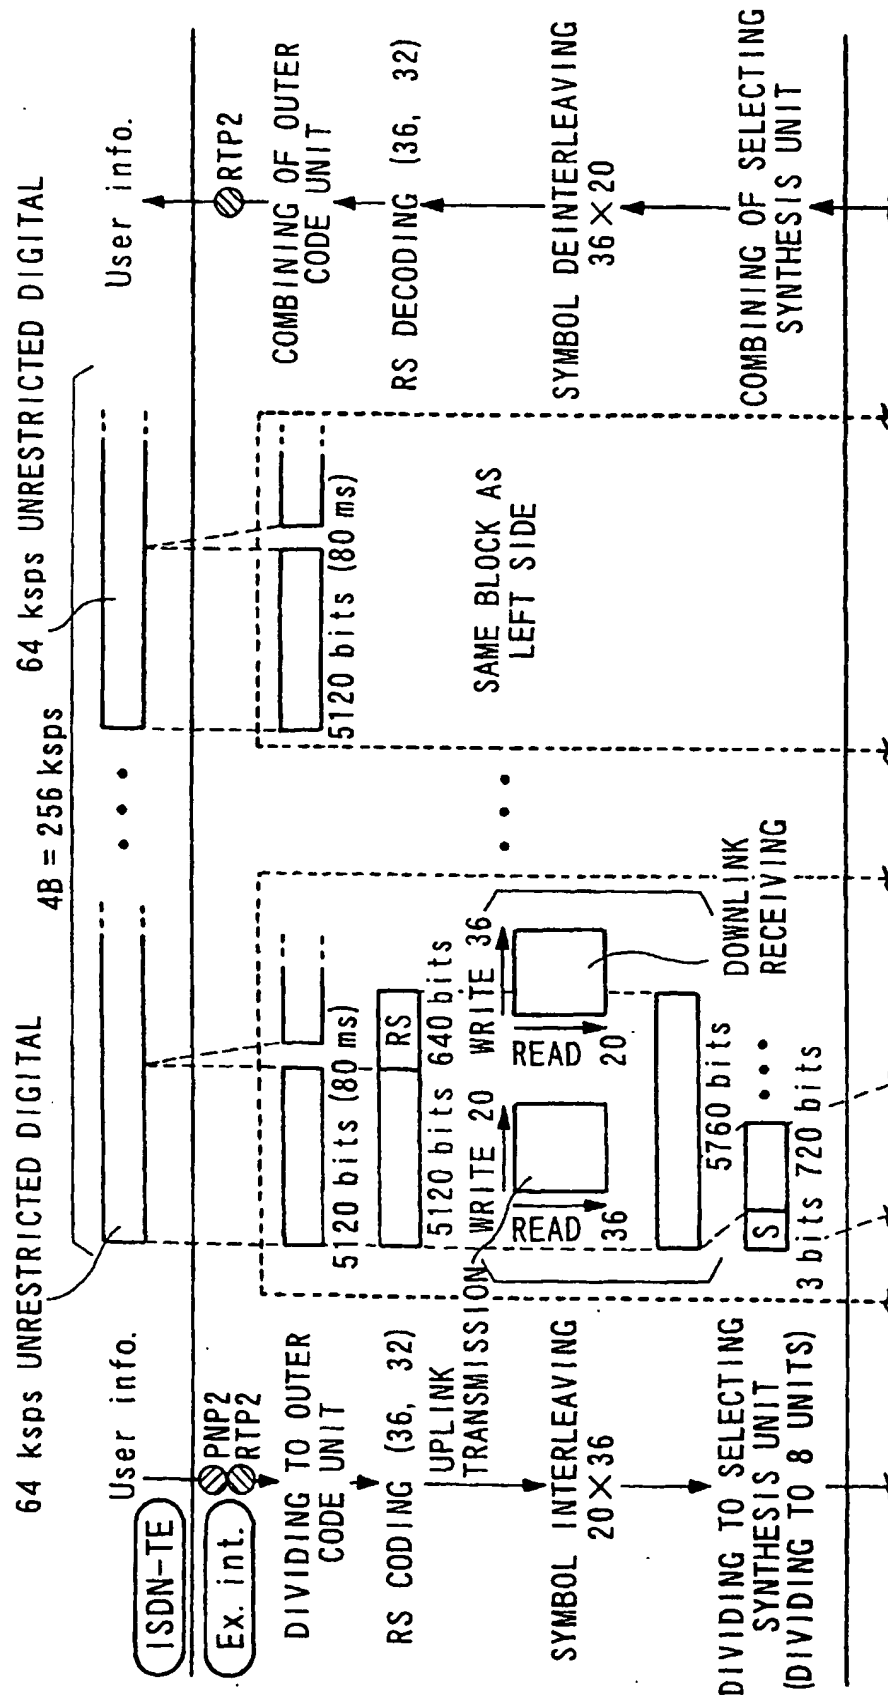 64 ksps UNRESTRICTED DIGITAL
4B = 256 ksps
64 ksps UNRESTRICTED DIGITAL
ISDN-TE
User info.
User info.
Ex. int.
PNP2
RTP2
RTP2
DIVIDING TO OUTER
CODE UNIT
5120 bits (80 ms)
5120 bits (80 ms)
COMBINING OF OUTER
CODE UNIT
RS CODING (36, 32)
RS
5120 bits
640 bits
RS DECODING (36, 32)
UPLINK
TRANSMISSION
WRITE 20
READ
36
WRITE 36
READ
20
SAME BLOCK AS
LEFT SIDE
SYMBOL INTERLEAVING
20×36
SYMBOL DEINTERLEAVING
36×20
5760 bits
DOWNLINK
RECEIVING
DIVIDING TO SELECTING
SYNTHESIS UNIT
(DIVIDING TO 8 UNITS)
S
3 bits
720 bits
COMBINING OF SELECTING
SYNTHESIS UNIT